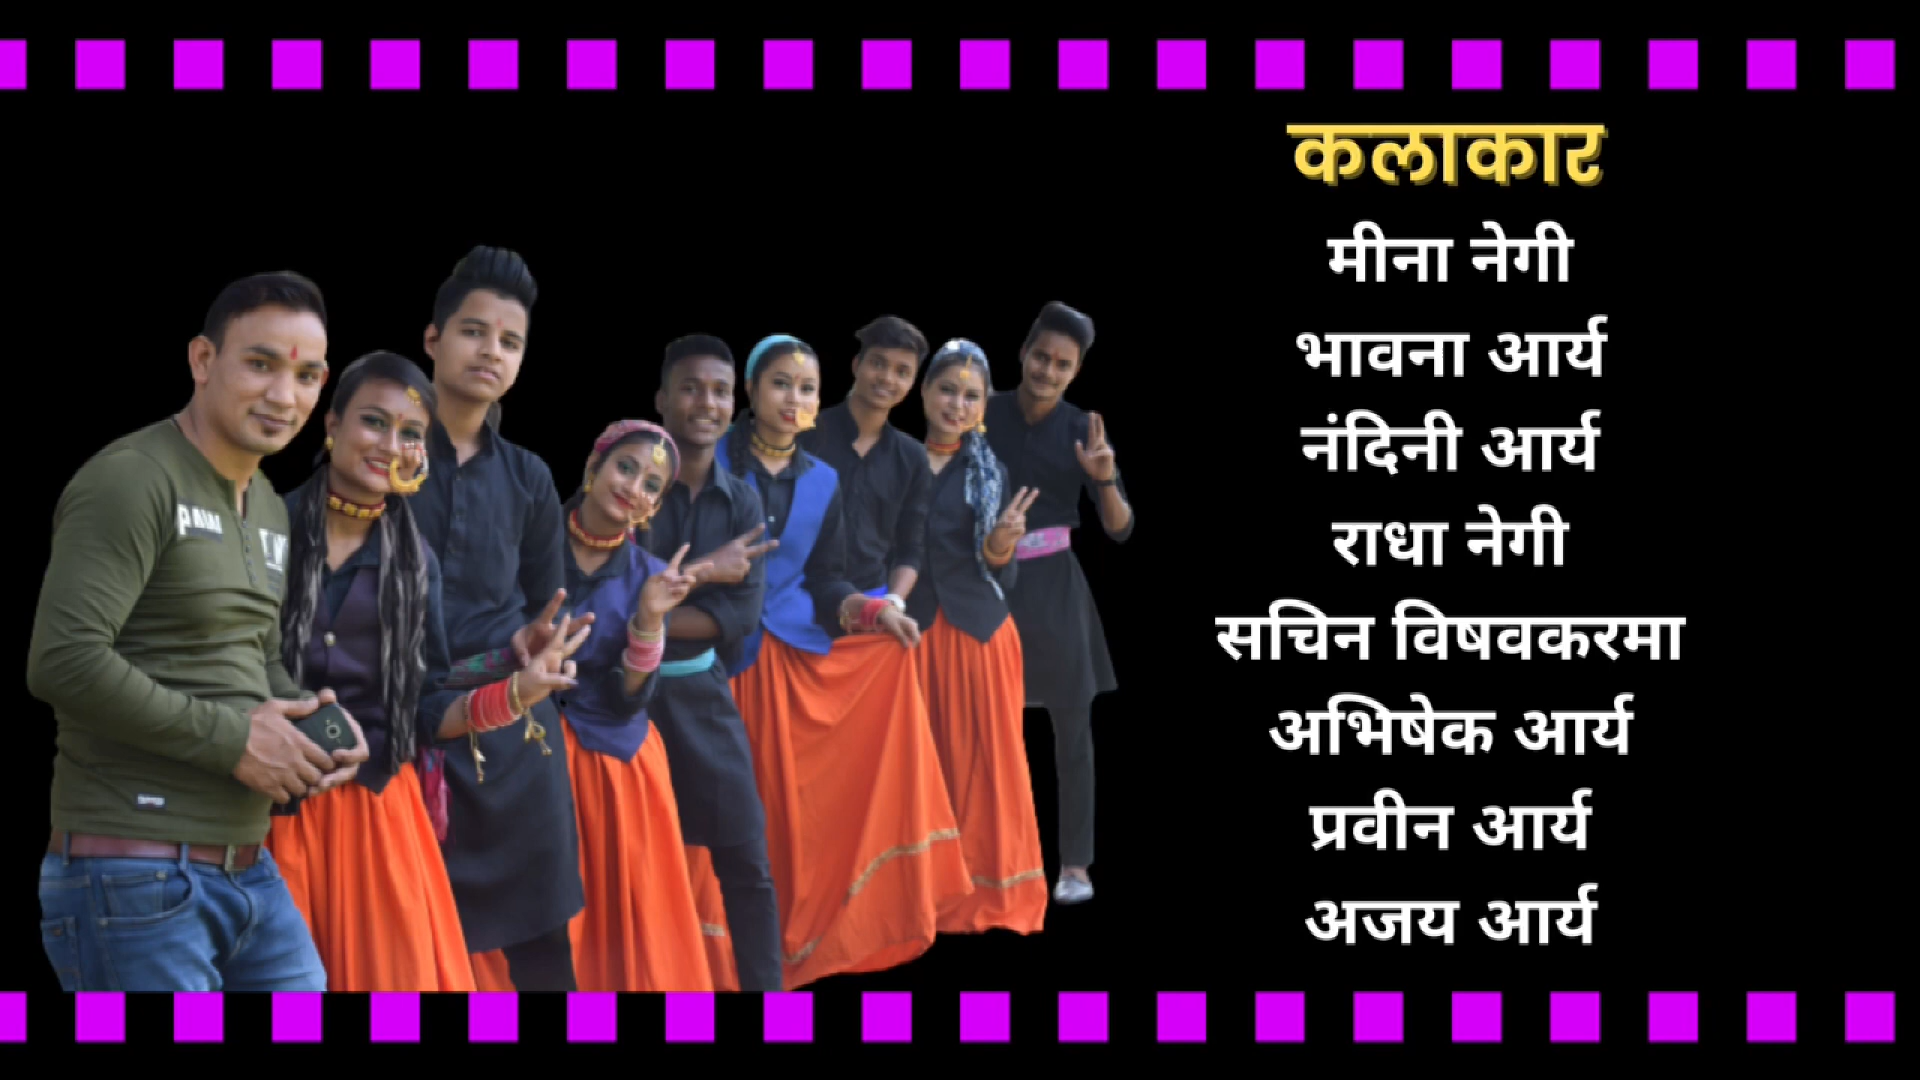 कलाकार
मीना नेगी
भावना आर्य
नंदिनी आर्य
राधा नेगी
सचिन विषवकरमा
अभिषेक आर्य
प्रवीन आर्य
अजय आर्य